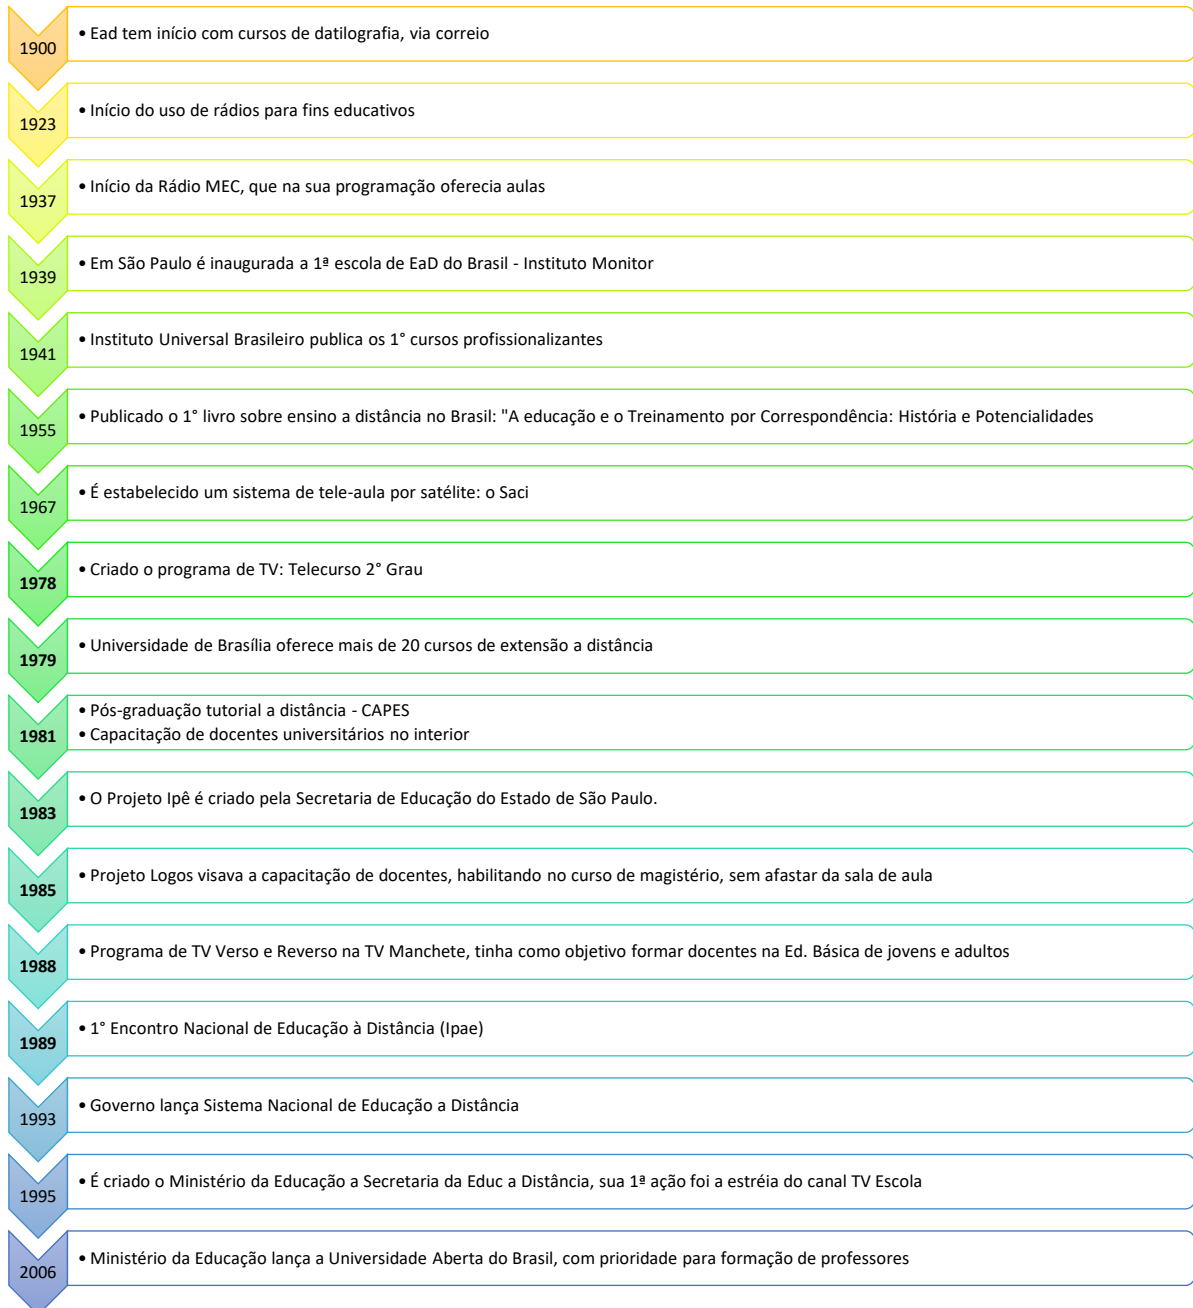 1900
• Ead tem início com cursos de datilografia, via correio
1923
• Início do uso de rádios para fins educativos
1937
• Início da Rádio MEC, que na sua programação oferecia aulas
1939
• Em São Paulo é inaugurada a 1ª escola de EaD do Brasil - Instituto Monitor
1941
• Instituto Universal Brasileiro publica os 1° cursos profissionalizantes
1955
• Publicado o 1° livro sobre ensino a distância no Brasil: "A educação e o Treinamento por Correspondência: História e Potencialidades
1967
• É estabelecido um sistema de tele-aula por satélite: o Saci
1978
• Criado o programa de TV: Telecurso 2° Grau
1979
• Universidade de Brasília oferece mais de 20 cursos de extensão a distância
1981
• Pós-graduação tutorial a distância - CAPES
• Capacitação de docentes universitários no interior
1983
• O Projeto Ipê é criado pela Secretaria de Educação do Estado de São Paulo.
1985
• Projeto Logos visava a capacitação de docentes, habilitando no curso de magistério, sem afastar da sala de aula
1988
• Programa de TV Verso e Reverso na TV Manchete, tinha como objetivo formar docentes na Ed. Básica de jovens e adultos
1989
• 1° Encontro Nacional de Educação à Distância (Ipae)
1993
• Governo lança Sistema Nacional de Educação a Distância
1995
• É criado o Ministério da Educação a Secretaria da Educ a Distância, sua 1ª ação foi a estréia do canal TV Escola
2006
• Ministério da Educação lança a Universidade Aberta do Brasil, com prioridade para formação de professores